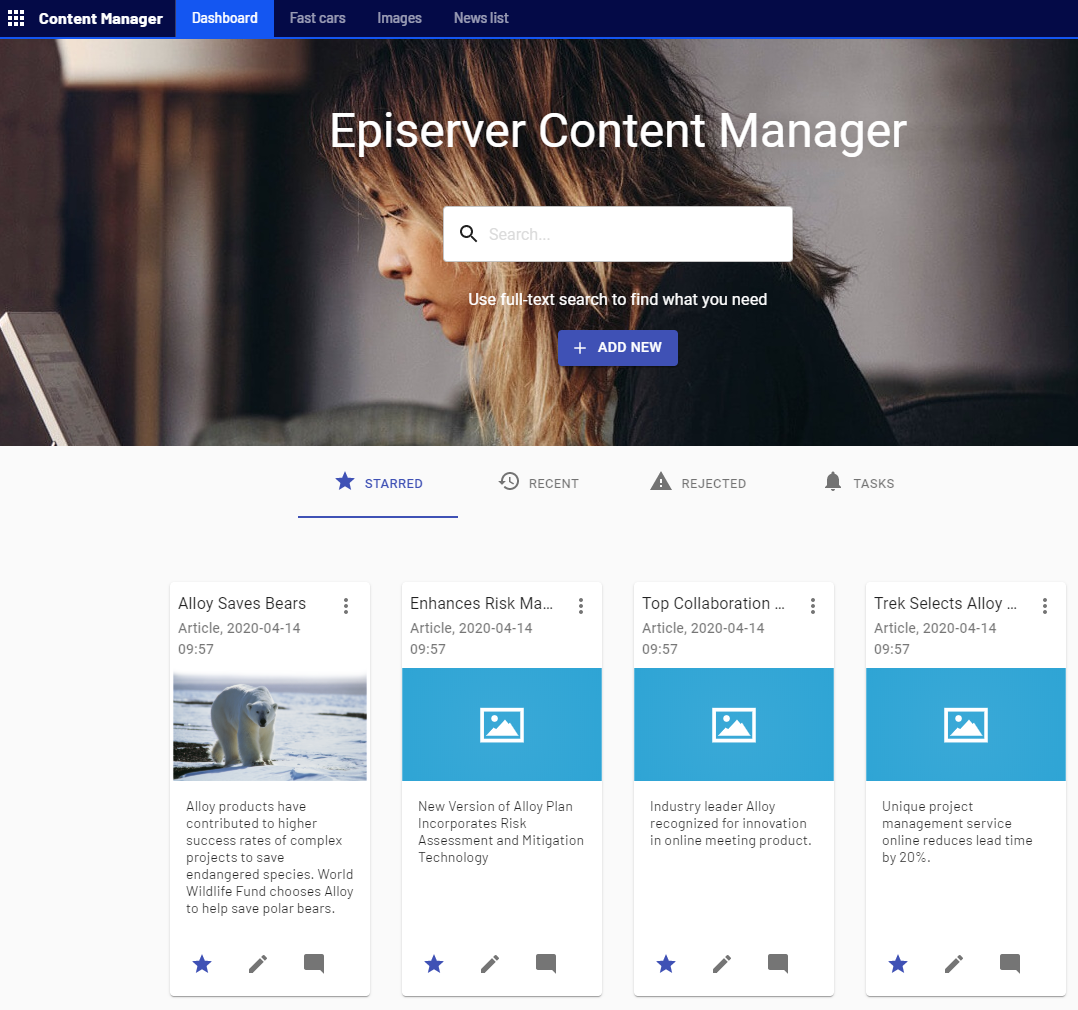 Content Manager Dashboard Fast cars Images News list
Episerver Content Manager
Search...
Use full-text search to find what you need
ADD NEW
STARRED RECENT REJECTED TASKS
Alloy Saves Bears
Article, 2020-04-14
09:57
Alloy products have
contributed to higher
success rates of complex
projects to save
endangered species. World
Wildlife Fund chooses Alloy
to help save polar bears.
Enhances Risk Ma...
Article, 2020-04-14
09:57
New Version of Alloy Plan
Incorporates Risk
Assessment and Mitigation
Technology
Top Collaboration ...
Article, 2020-04-14
09:57
Industry leader Alloy
recognized for innovation
in online meeting product.
Trek Selects Alloy ...
Article, 2020-04-14
09:57
Unique project
management service
online reduces lead time
by 20%.